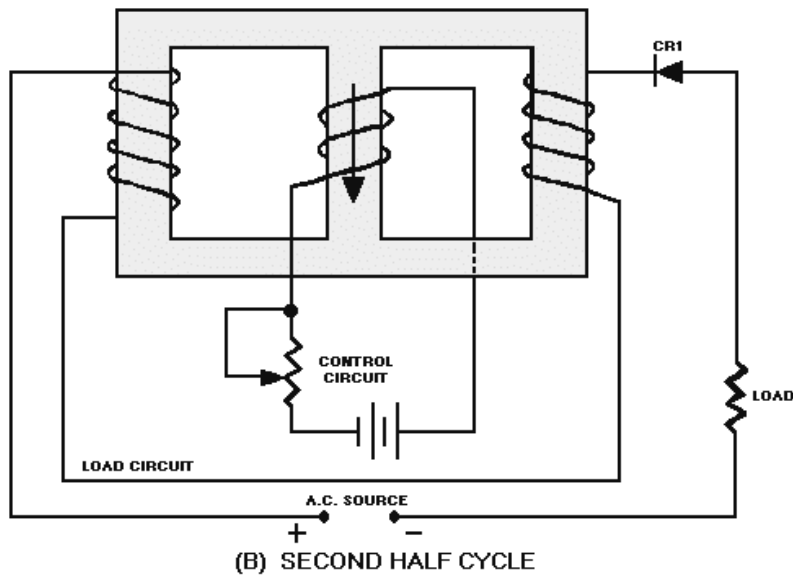 CR1
CONTROL
CIRCUIT
LOAD
LOAD CIRCUIT
A.C. SOURCE
+ −
(B) SECOND HALF CYCLE